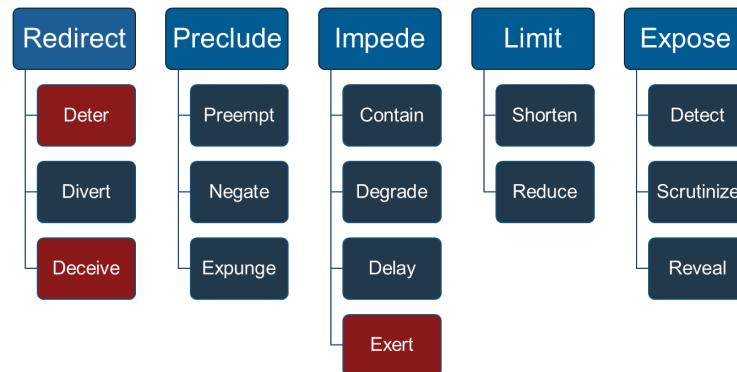 Redirect
Deter
Divert
Deceive
Preclude
Preempt
Negate
Expunge
Impede
Contain
Degrade
Delay
Exert
Limit
Shorten
Reduce
Expose
Detect
Scrutinize
Reveal